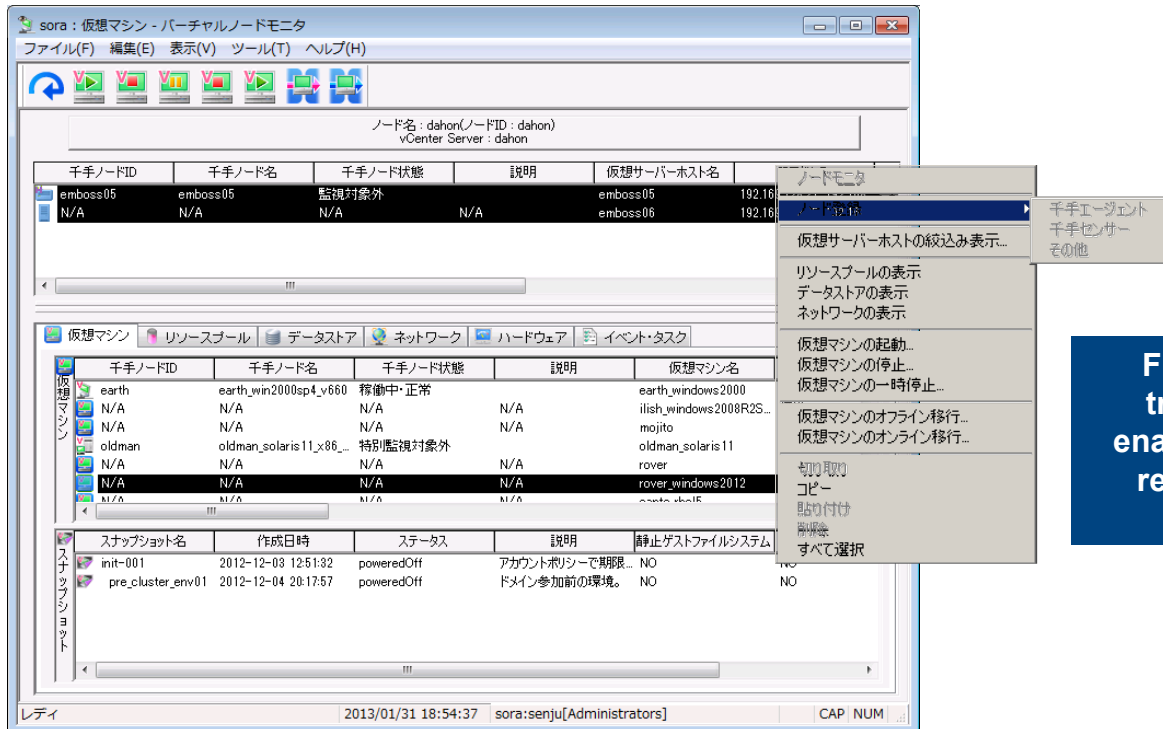 sora : 仮想マシン - バーチャルノードモニタ
ファイル(F) 編集(E) 表示(V) ツール(T) ヘルプ(H)
ノード名 : dahon(ノードID : dahon)
vCenter Server : dahon
千手ノードID 千手ノード名 千手ノード状態 説明 仮想サーバーホスト名
emboss05 emboss05 監視対象外 emboss05 192.16
N/A N/A N/A N/A emboss06 192.16
ノードモニタ
千手エージェント
千手センサー
その他
仮想サーバーホストの絞込み表示...
リソースプールの表示
データストアの表示
ネットワークの表示
仮想マシンの起動...
仮想マシンの停止...
仮想マシンの一時停止...
仮想マシンのオフライン移行...
仮想マシンのオンライン移行...
切り取り
コピー
貼り付け
削除
すべて選択
仮想マシン リソースプール データストア ネットワーク ハードウェア イベント・タスク
仮想マシン
千手ノードID 千手ノード名 千手ノード状態 説明 仮想マシン名
earth earth_win2000sp4_v660 稼働中・正常 earth_windows2000
N/A N/A N/A N/A ilish_windows2008R2S...
N/A N/A N/A N/A mojito
oldman oldman_solaris11_x86_... 特別監視対象外 oldman_solaris11
N/A N/A N/A N/A rover
N/A N/A N/A N/A rover_windows2012
N/A N/A N/A N/A
スナップショット
スナップショット名 作成日時 ステータス 説明 静止ゲストファイルシステム
init-001 2012-12-03 12:51:32 poweredOff アカウントポリシーで期限... NO NO
pre_cluster_env01 2012-12-04 20:17:57 poweredOff ドメイン参加前の環境。 NO NO
レディ 2013/01/31 18:54:37 sora:senju[Administrators] CAP NUM
F
tr
ena
re